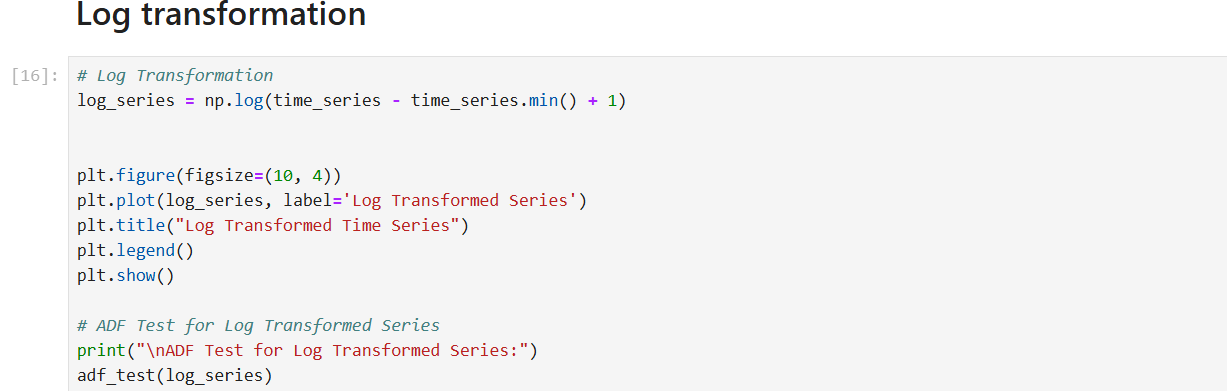 Log transformation
[16]:
# Log Transformation
log_series = np.log(time_series - time_series.min() + 1)
plt.figure(figsize=(10, 4))
plt.plot(log_series, label='Log Transformed Series')
plt.title("Log Transformed Time Series")
plt.legend()
plt.show()
# ADF Test for Log Transformed Series
print("\nADF Test for Log Transformed Series:")
adf_test(log_series)